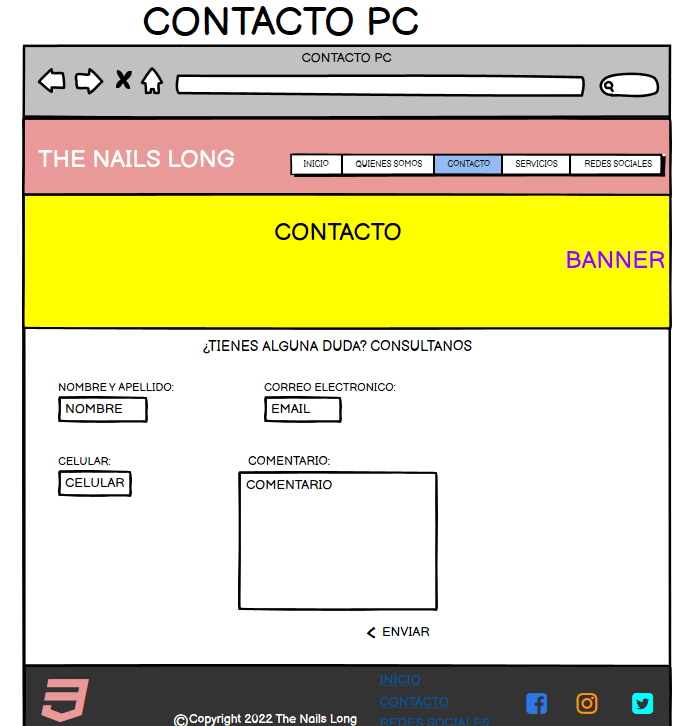 CONTACTO PC
CONTACTO PC
THE NAILS LONG
INICIO QUIENES SOMOS CONTACTO SERVICIOS REDES SOCIALES
CONTACTO
BANNER
¿TIENES ALGUNA DUDA? CONSULTANOS
NOMBRE Y APELLIDO: CORREO ELECTRONICO:
NOMBRE EMAIL
CELULAR: COMENTARIO:
CELULAR COMENTARIO
< ENVIAR
INICIO
CONTACTO
©Copyright 2022 The Nails Long
REDES SOCIALES